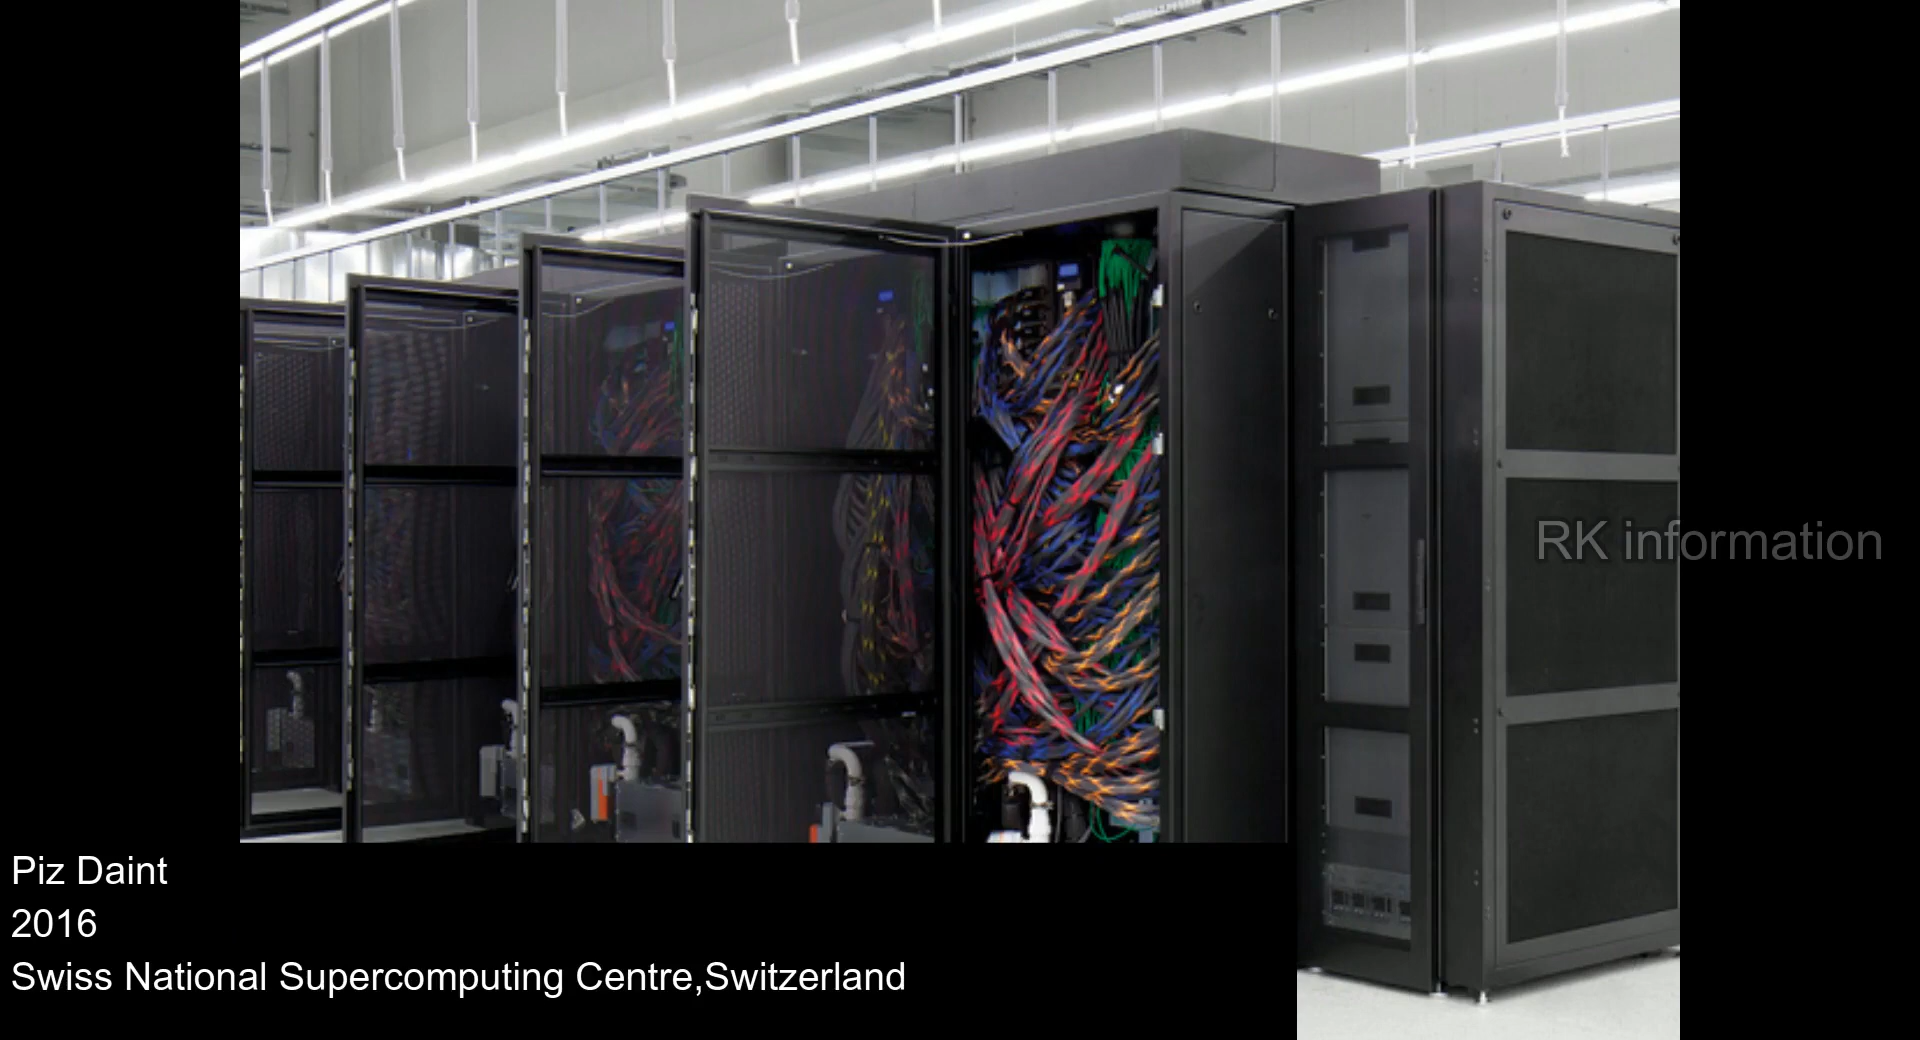 RK information
Piz Daint
2016
Swiss National Supercomputing Centre,Switzerland